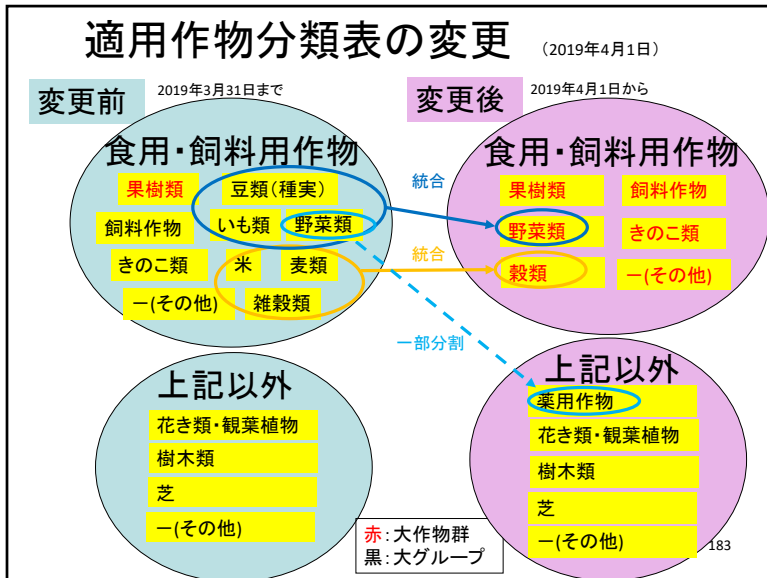 適用作物分類表の変更 (2019年4月1日)
変更前 2019年3月31日まで
食用・飼料用作物
果樹類 豆類(種実)
飼料作物 いも類 野菜類
きのこ類 米 麦類
ー(その他) 雑穀類
上記以外
花き類・観葉植物
樹木類
芝
ー(その他)
統合
統合
一部分割
変更後 2019年4月1日から
食用・飼料用作物
果樹類 飼料作物
野菜類 きのこ類
穀類 ー(その他)
上記以外
薬用作物
花き類・観葉植物
樹木類
芝
ー(その他)
赤:大作物群
黒:大グループ
183